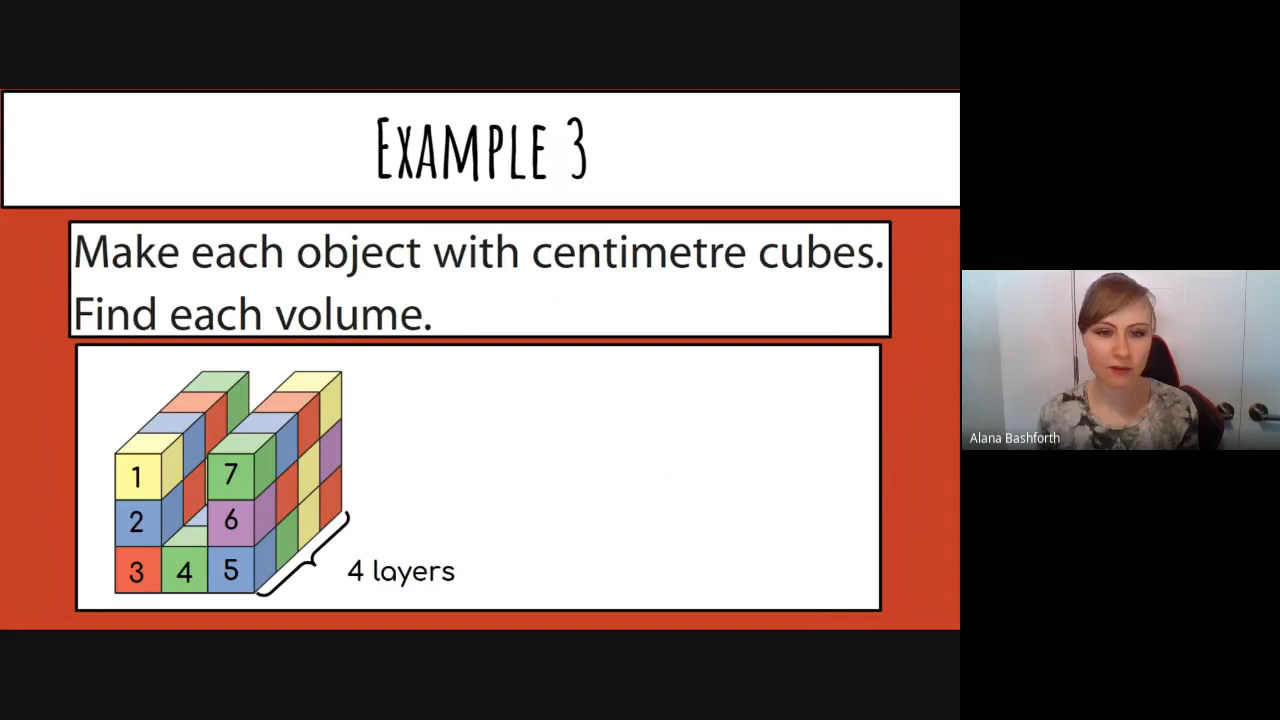 EXAMPLE 3
Make each object with centimetre cubes.
Find each volume.
1 7
2 6
3 4 5
4 layers
Alana Bashforth